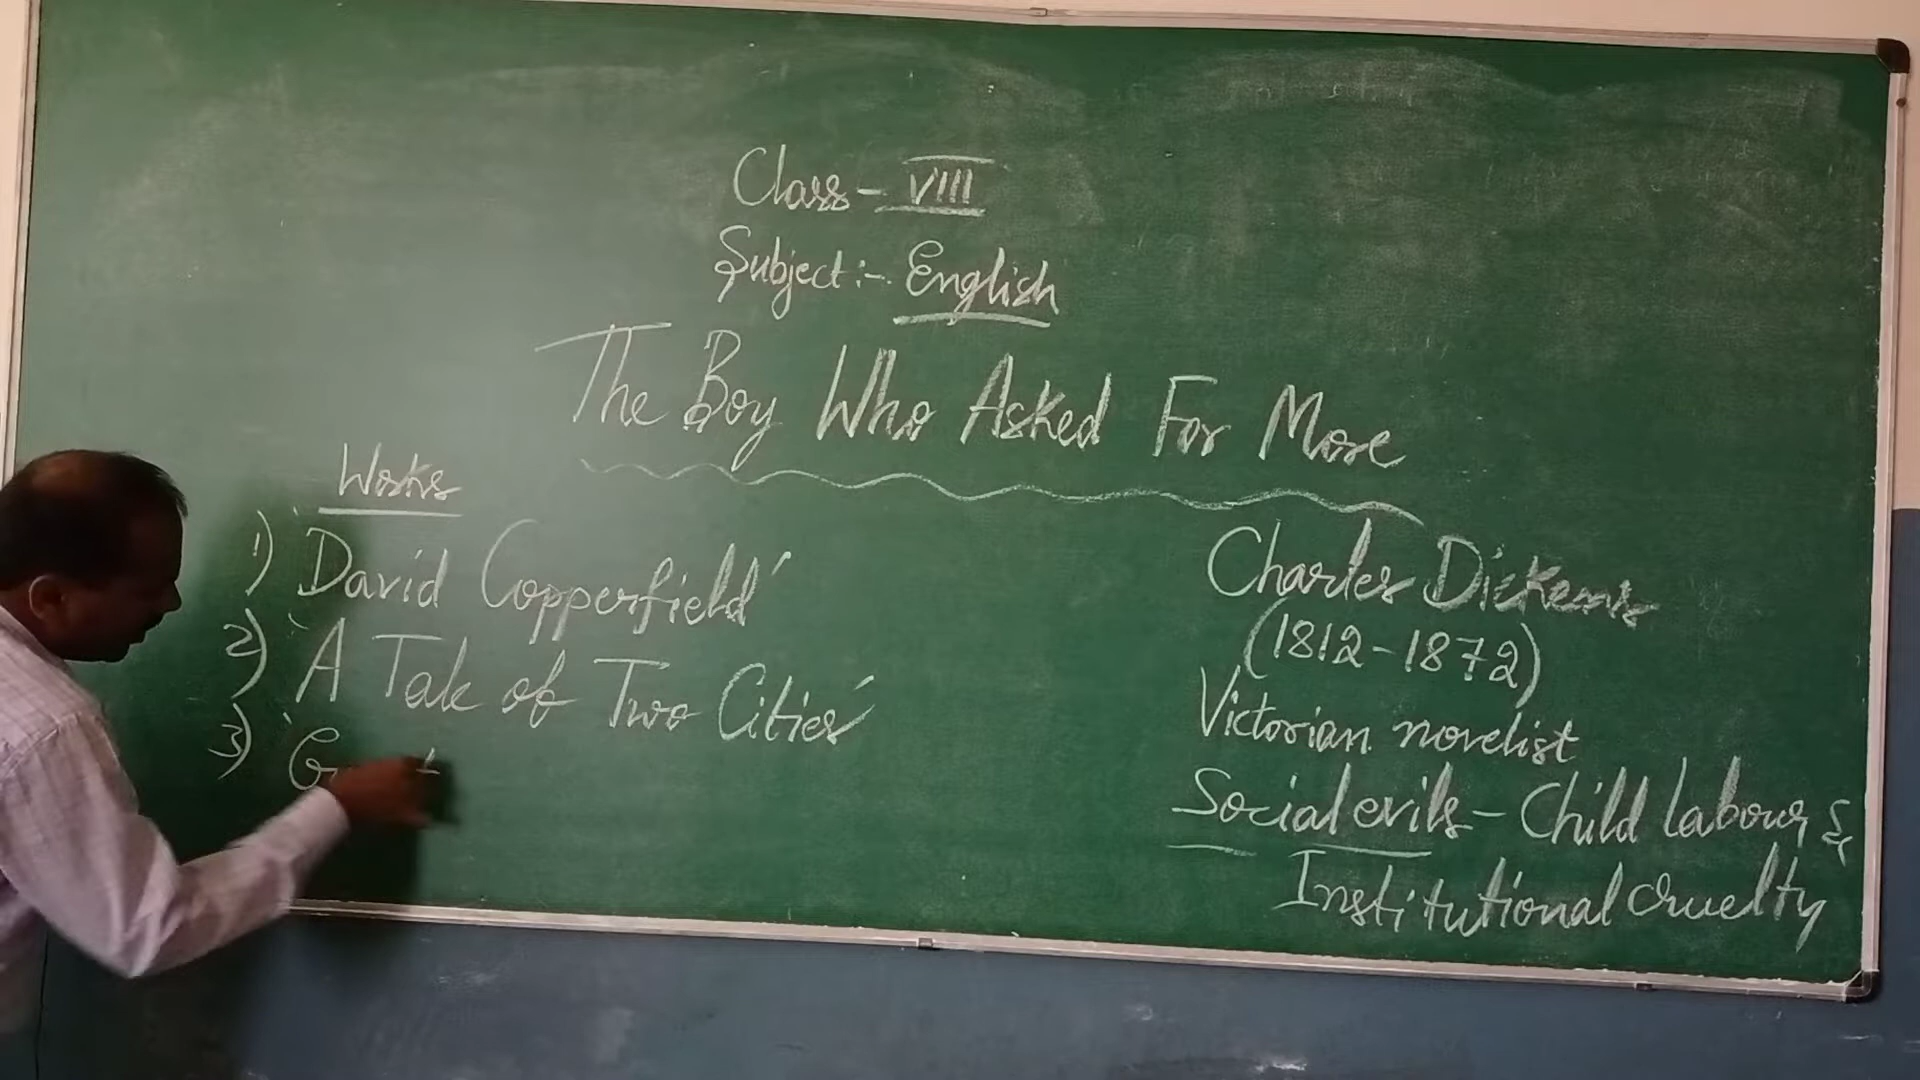 Class - VIII
Subject :- English
The Boy Who Asked For More
Works
1) 'David Copperfield'
2) 'A Tale of Two Cities'
3) '
Charles Dickens
(1812-1872)
Victorian novelist
Social evils - Child labour &
Institutional cruelty